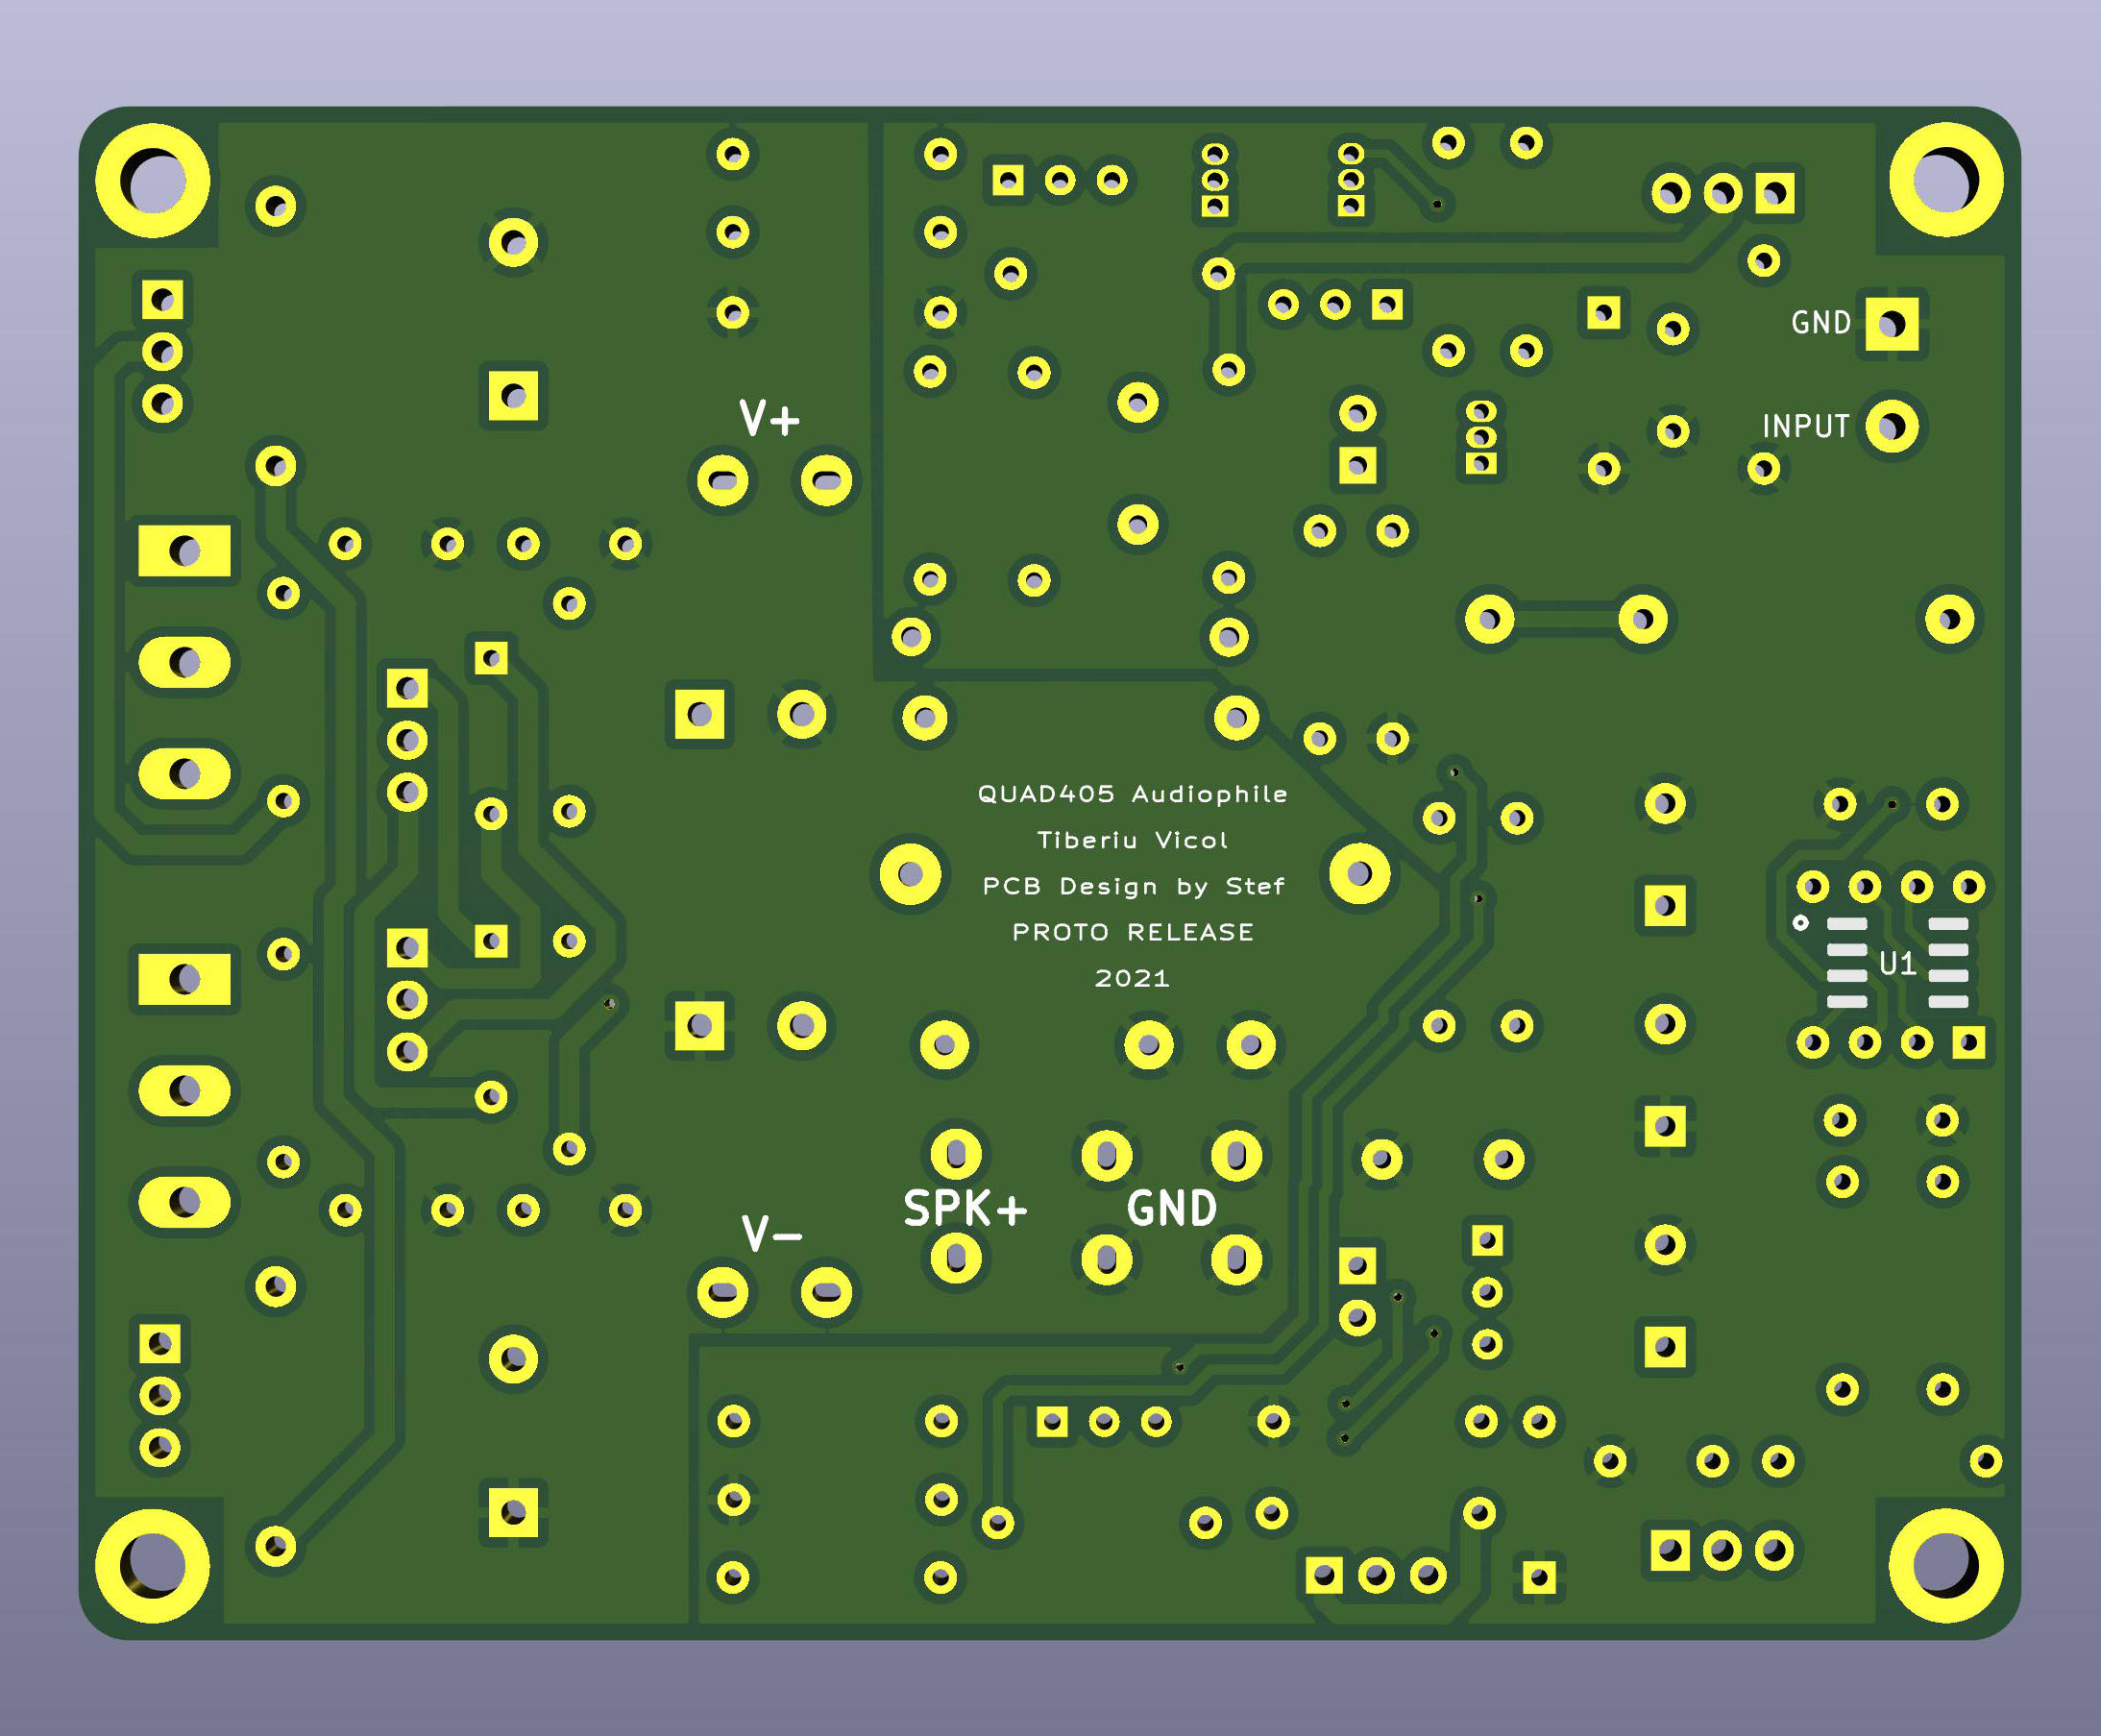 GND
INPUT
V+
QUAD405 Audiophile
Tiberiu Vicol
PCB Design by Stef
PROTO RELEASE
2021
U1
SPK+ GND
V-